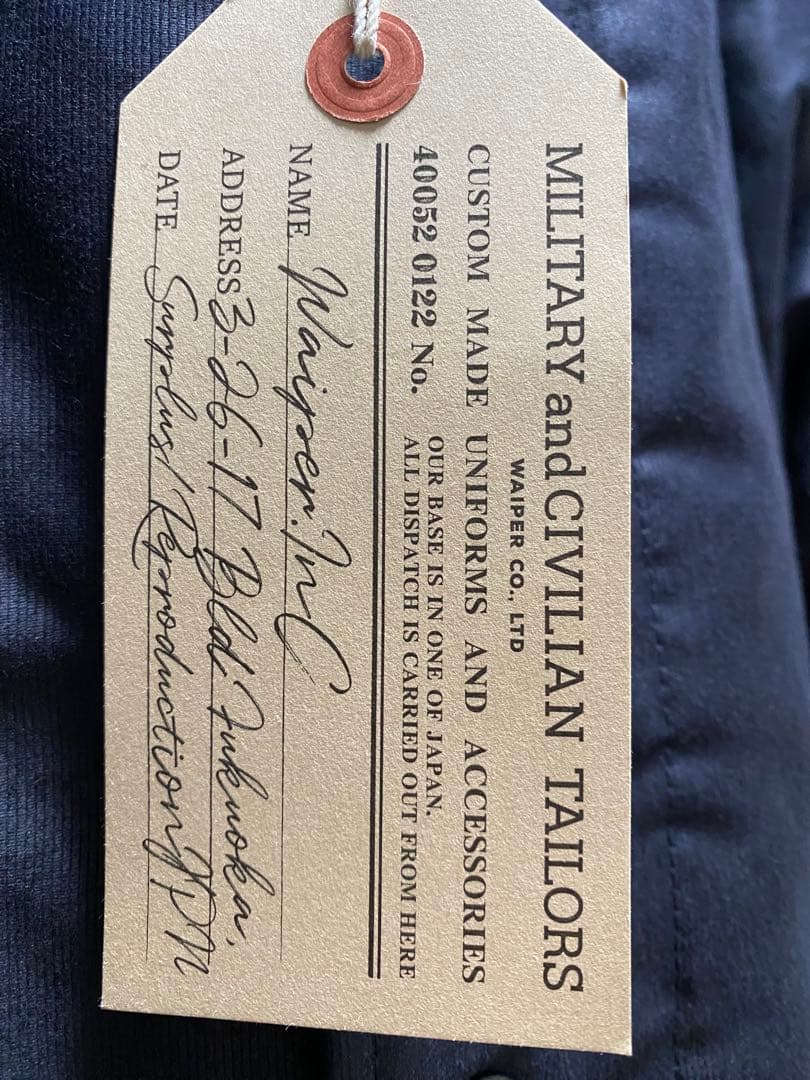 MILITARY and CIVILIAN TAILORS
WAIPER CO., LTD
CUSTOM MADE UNIFORMS AND ACCESSORIES
40052 0122 No.
OUR BASE IS IN ONE OF JAPAN.
ALL DISPATCH IS CARRIED OUT FROM HERE
NAME Waiper.Inc
ADDRESS 3-26-17 Bld. Fukuoka,
DATE Surplus/Reproduction JPN